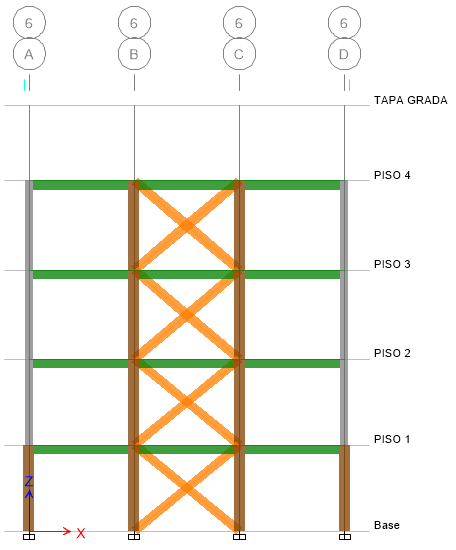 6 6 6 6
A B C D
TAPA GRADA
PISO 4
PISO 3
PISO 2
PISO 1
Z
X
Base